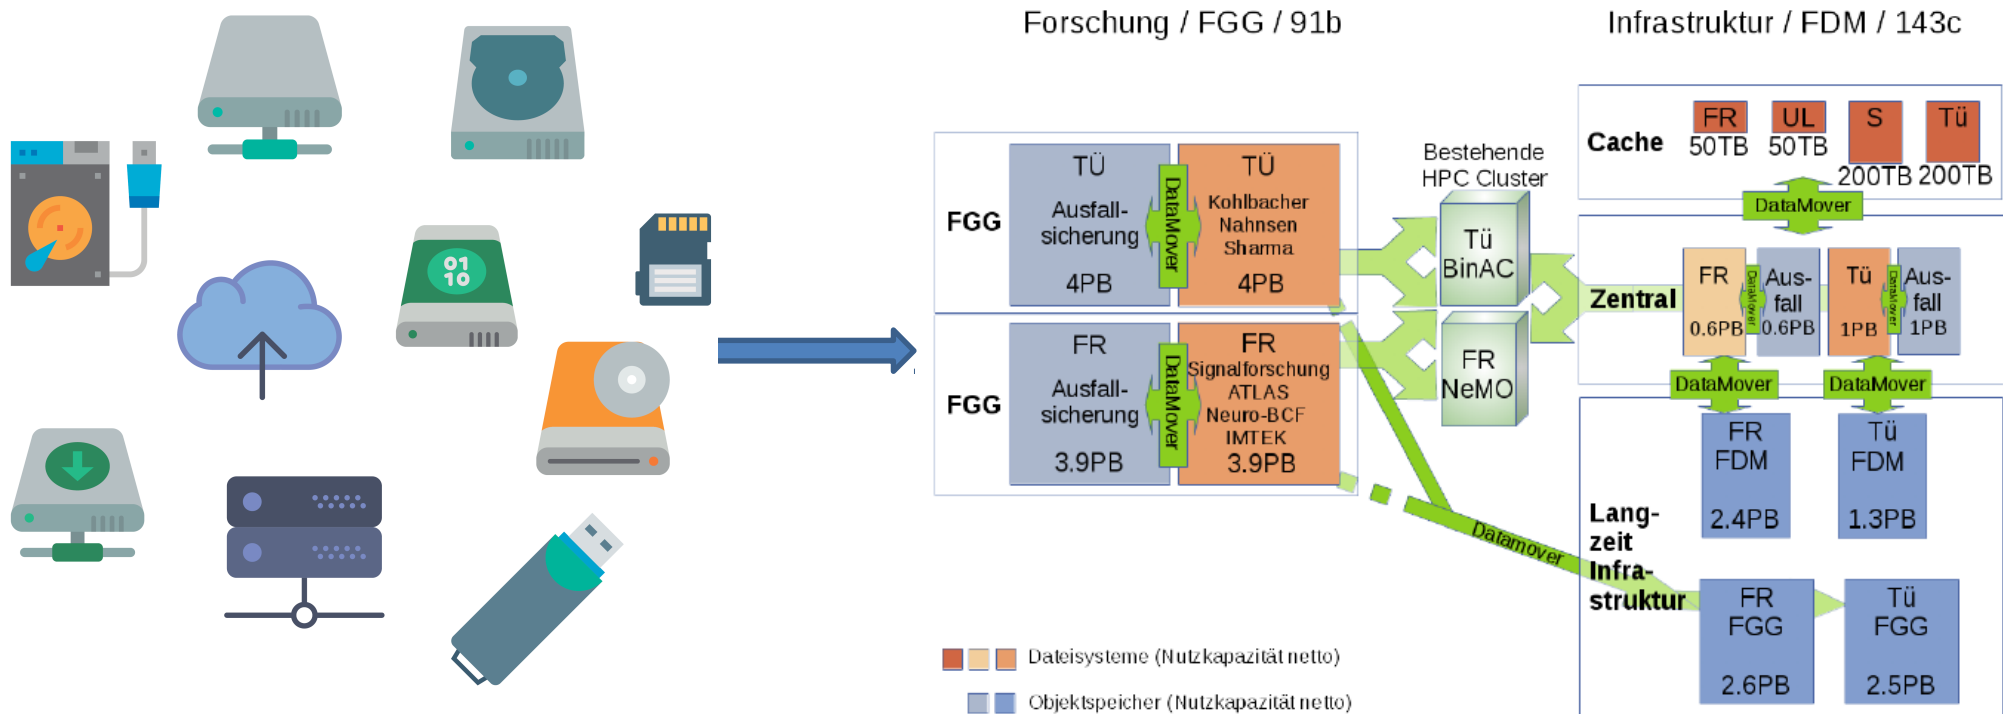 Forschung / FGG / 91b
Infrastruktur / FDM / 143c
01
10
FGG
TÜ
Ausfall-
sicherung
4PB
DataMover
TÜ
Kohlbacher
Nahnsen
Sharma
4PB
FGG
FR
Ausfall-
sicherung
3.9PB
DataMover
FR
Signalforschung
ATLAS
Neuro-BCF
IMTEK
3.9PB
Bestehende
HPC Cluster
Tü
BinAC
FR
NeMO
Cache
FR
50TB
UL
50TB
S
200TB
Tü
200TB
DataMover
Zentral
FR
0.6PB
DataMover
Aus-
fall
0.6PB
Tü
1PB
DataMover
Aus-
fall
1PB
DataMover
DataMover
Lang-
zeit
Infra-
struktur
FR
FDM
2.4PB
Tü
FDM
1.3PB
Datamover
FR
FGG
2.6PB
Tü
FGG
2.5PB
Dateisysteme (Nutzkapazität netto)
Objektspeicher (Nutzkapazität netto)